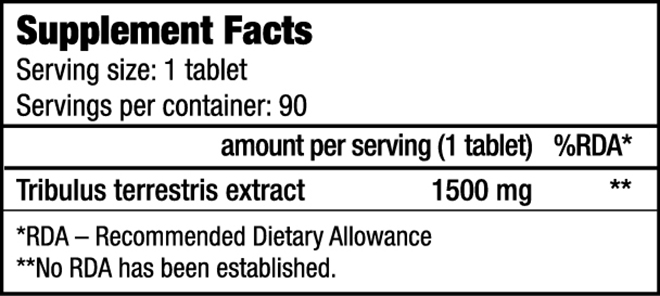 Supplement Facts
Serving size: 1 tablet
Servings per container: 90
amount per serving (1 tablet) %RDA*
Tribulus terrestris extract 1500 mg **
*RDA – Recommended Dietary Allowance
**No RDA has been established.